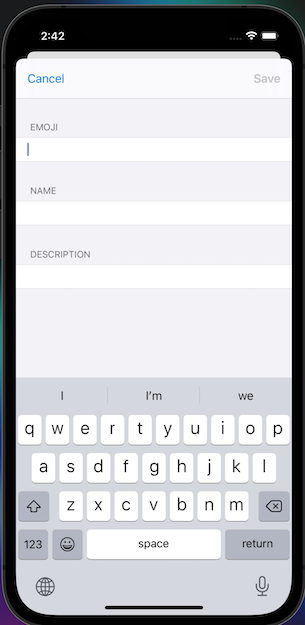 2:42
Cancel Save
EMOJI
NAME
DESCRIPTION
I I'm we
q w e r t y u i o p
a s d f g h j k l
z x c v b n m
123 space return